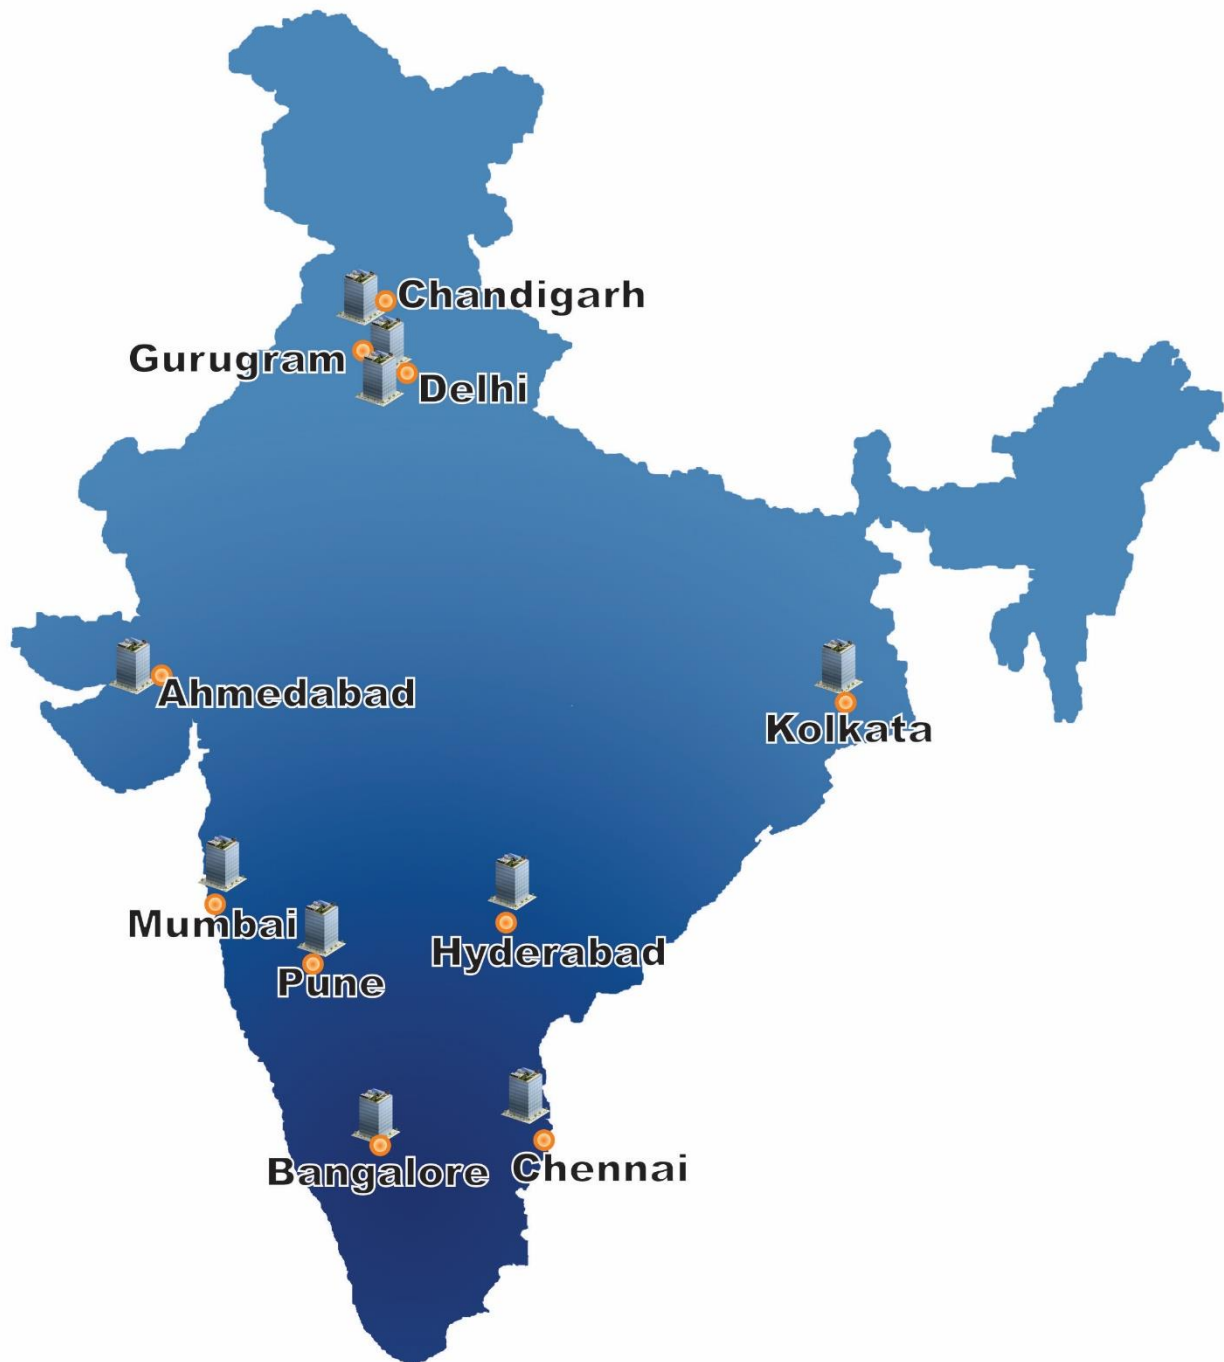 Chandigarh
Gurugram
Delhi
Ahmedabad
Kolkata
Mumbai
Hyderabad
Pune
Bangalore
Chennai